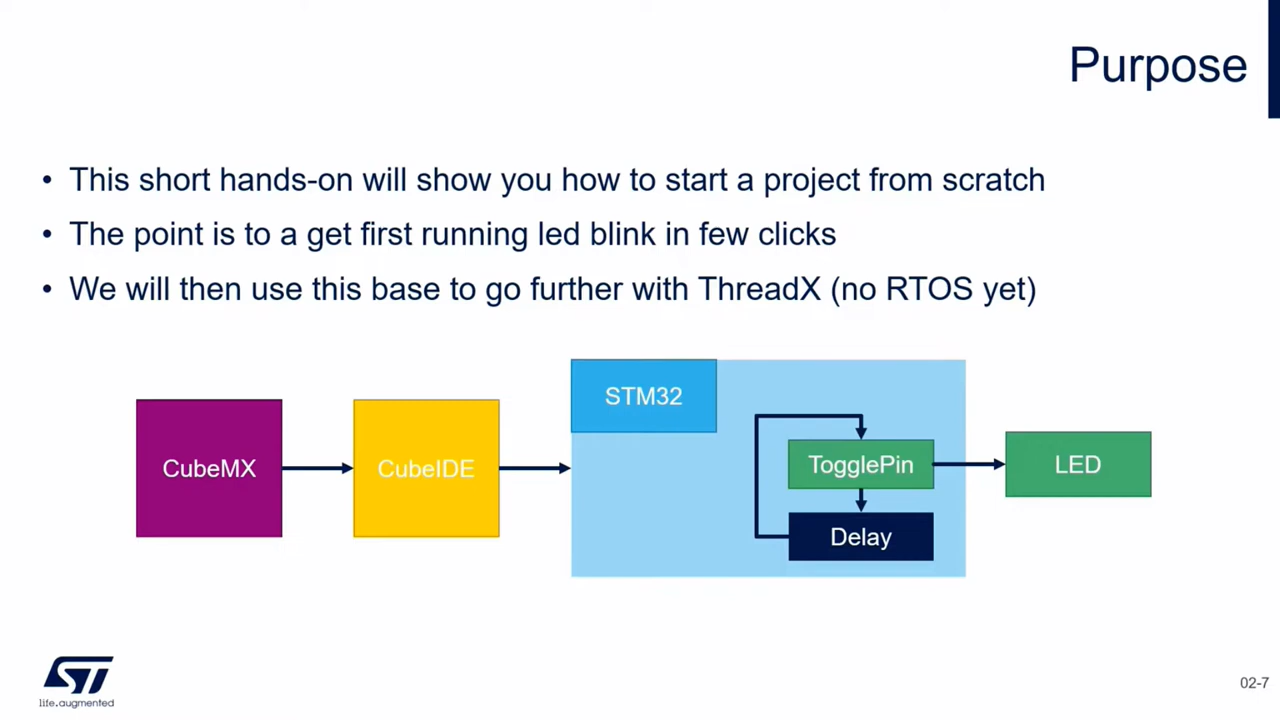 Purpose
• This short hands-on will show you how to start a project from scratch
• The point is to a get first running led blink in few clicks
• We will then use this base to go further with ThreadX (no RTOS yet)
STM32
CubeMX
CubeIDE
TogglePin
LED
Delay
ST
life.augmented
02-7